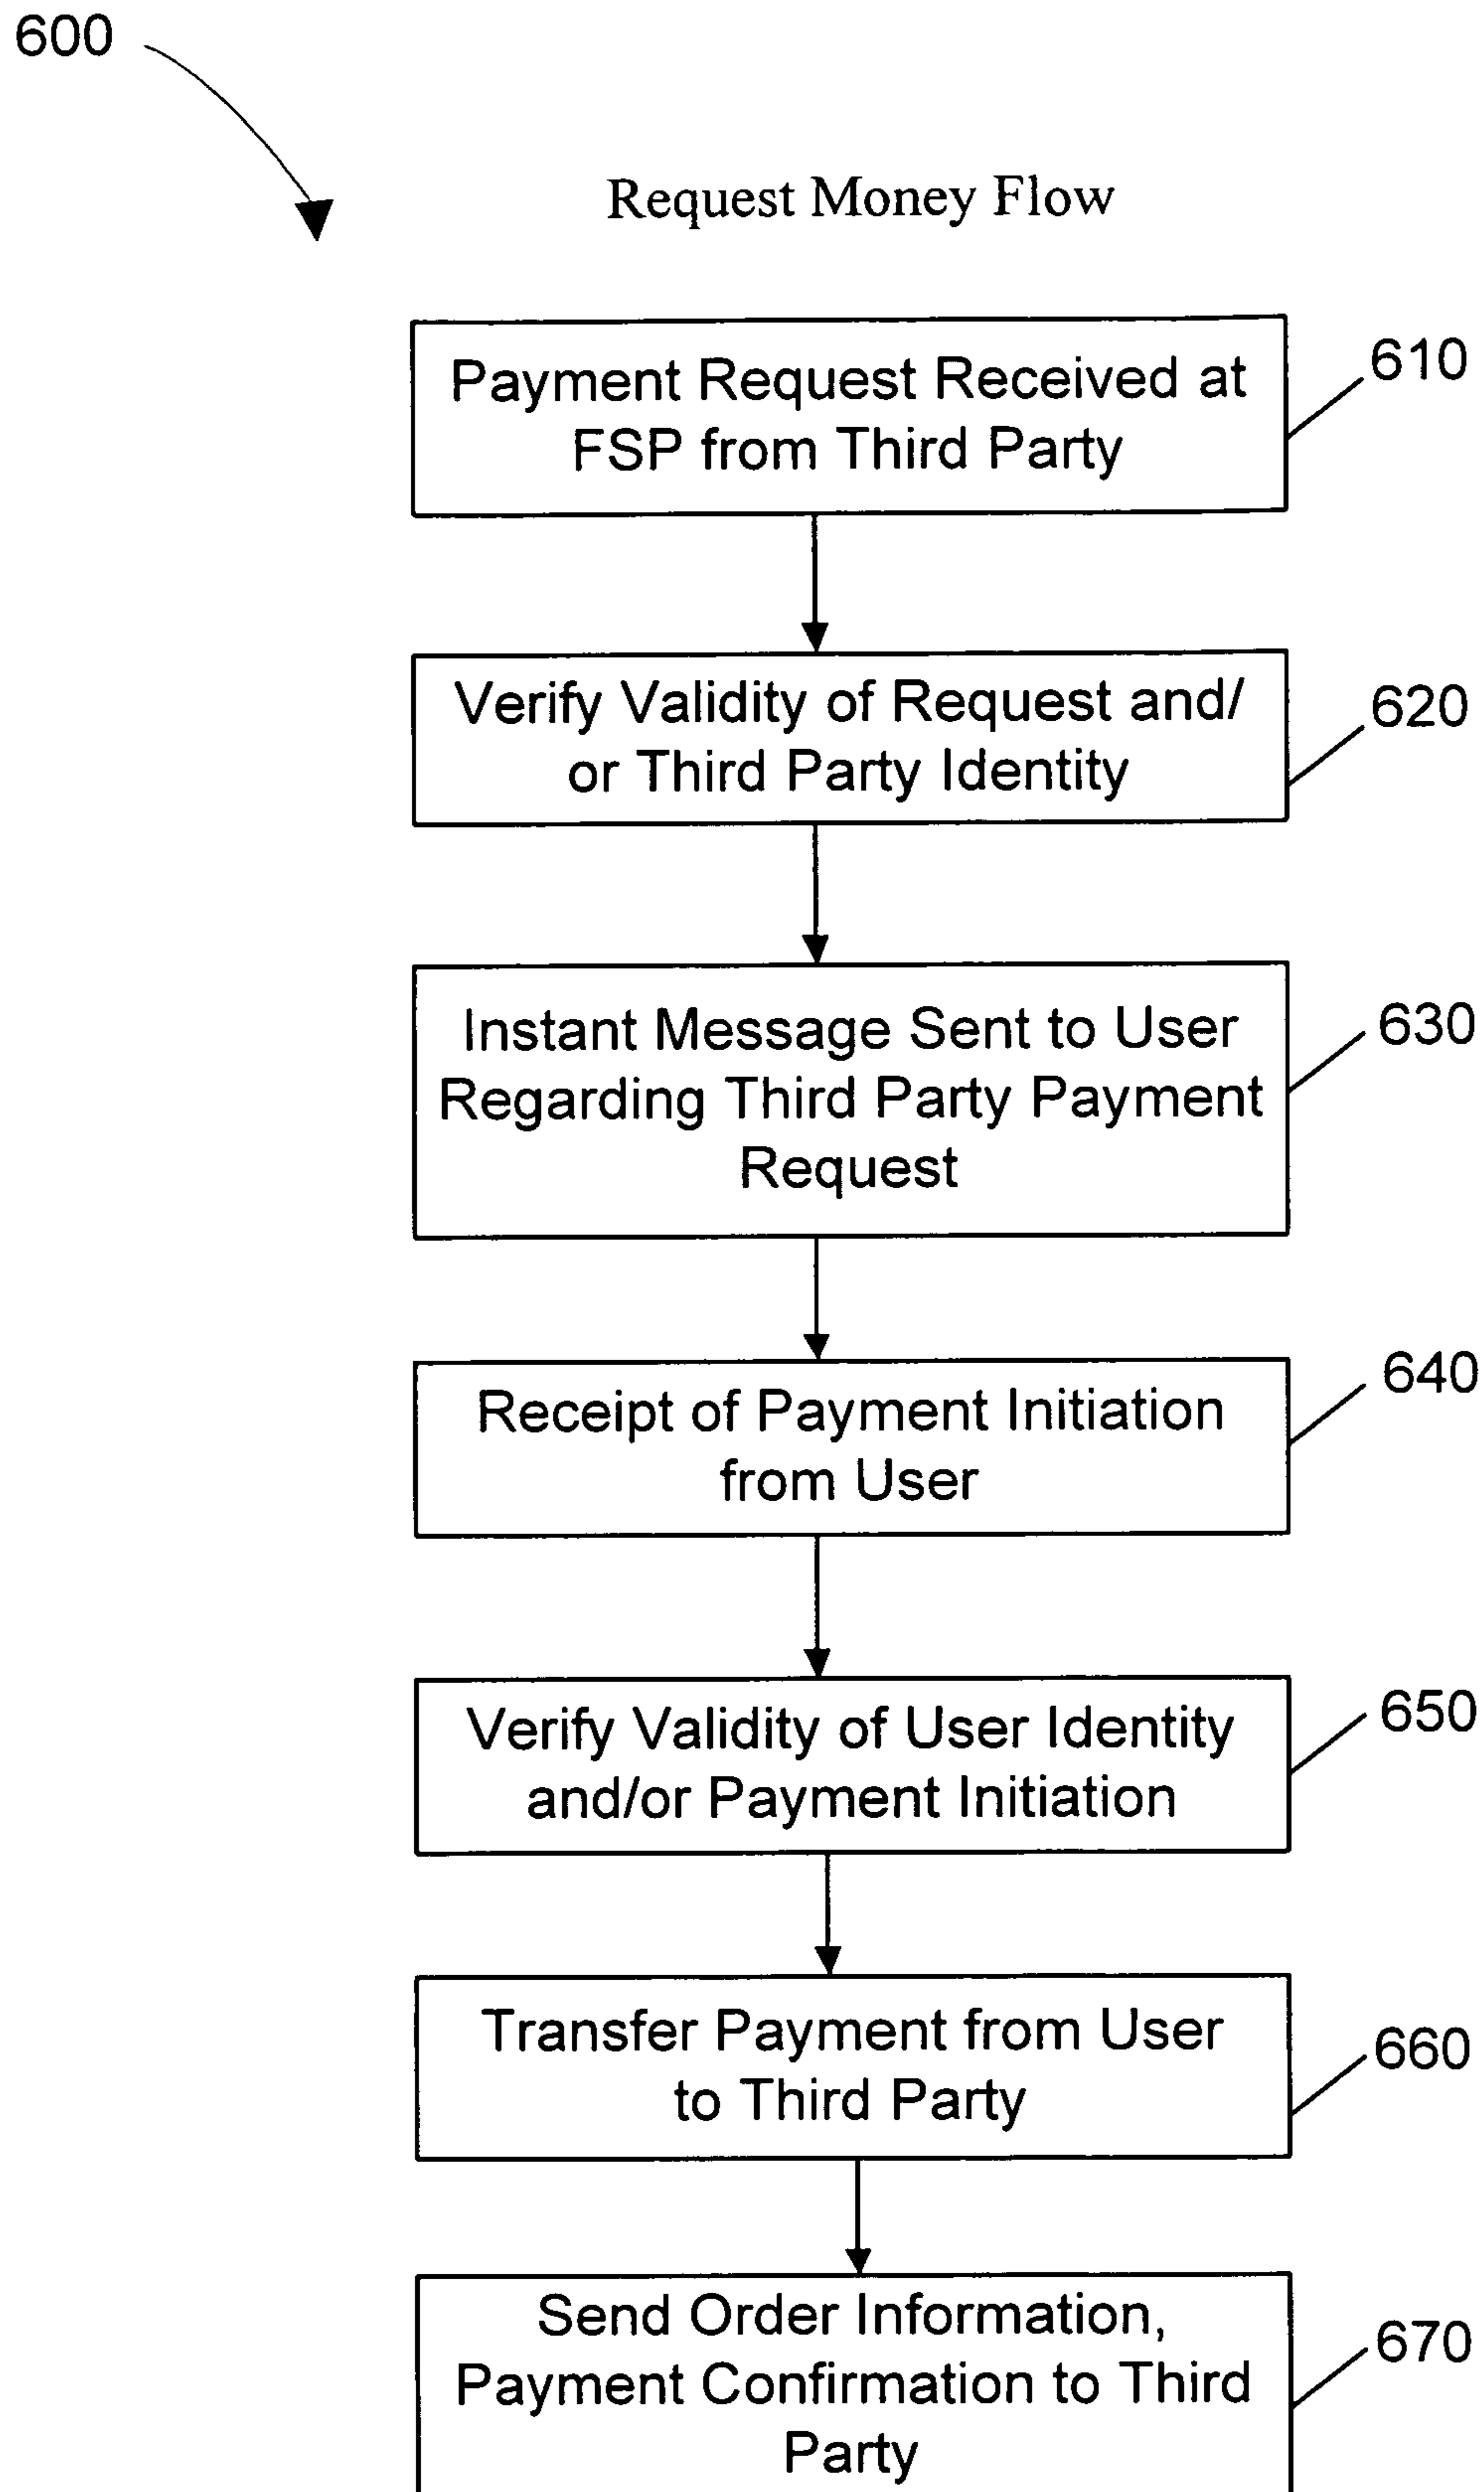 600
Request Money Flow
Payment Request Received at
FSP from Third Party
610
Verify Validity of Request and/
or Third Party Identity
620
Instant Message Sent to User
Regarding Third Party Payment
Request
630
Receipt of Payment Initiation
from User
640
Verify Validity of User Identity
and/or Payment Initiation
650
Transfer Payment from User
to Third Party
660
Send Order Information,
Payment Confirmation to Third
Party
670